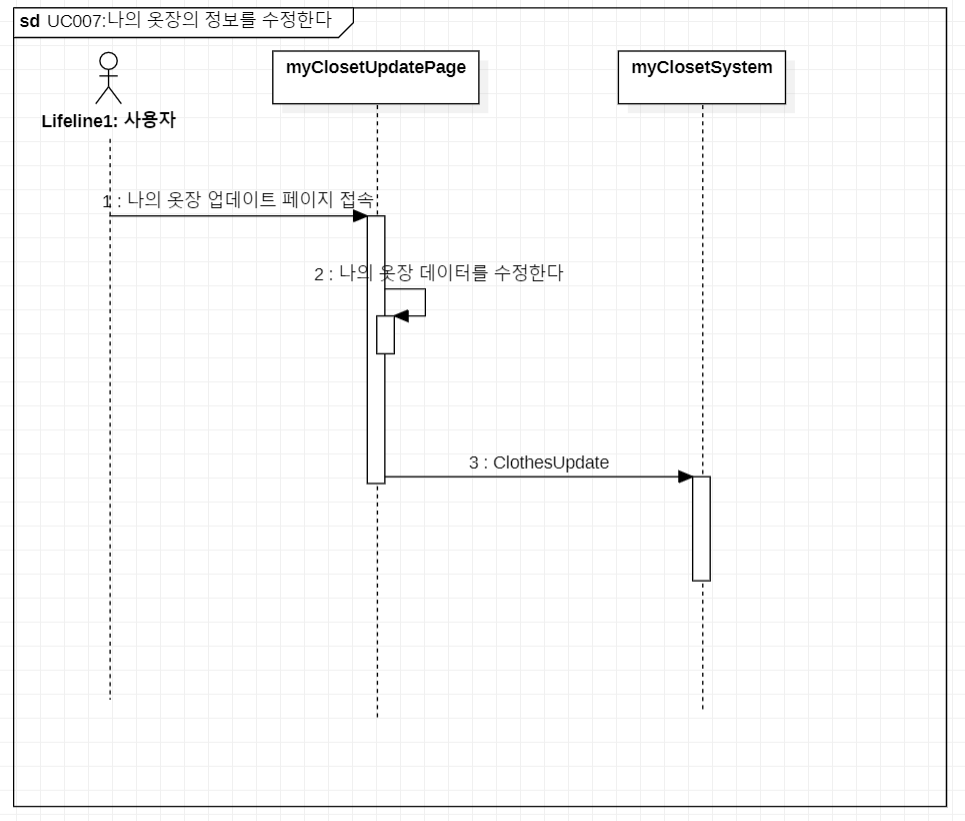 sd UC007:나의 옷장의 정보를 수정한다
myClosetUpdatePage
myClosetSystem
Lifeline1: 사용자
1 : 나의 옷장 업데이트 페이지 접속
2 : 나의 옷장 데이터를 수정한다
3 : ClothesUpdate